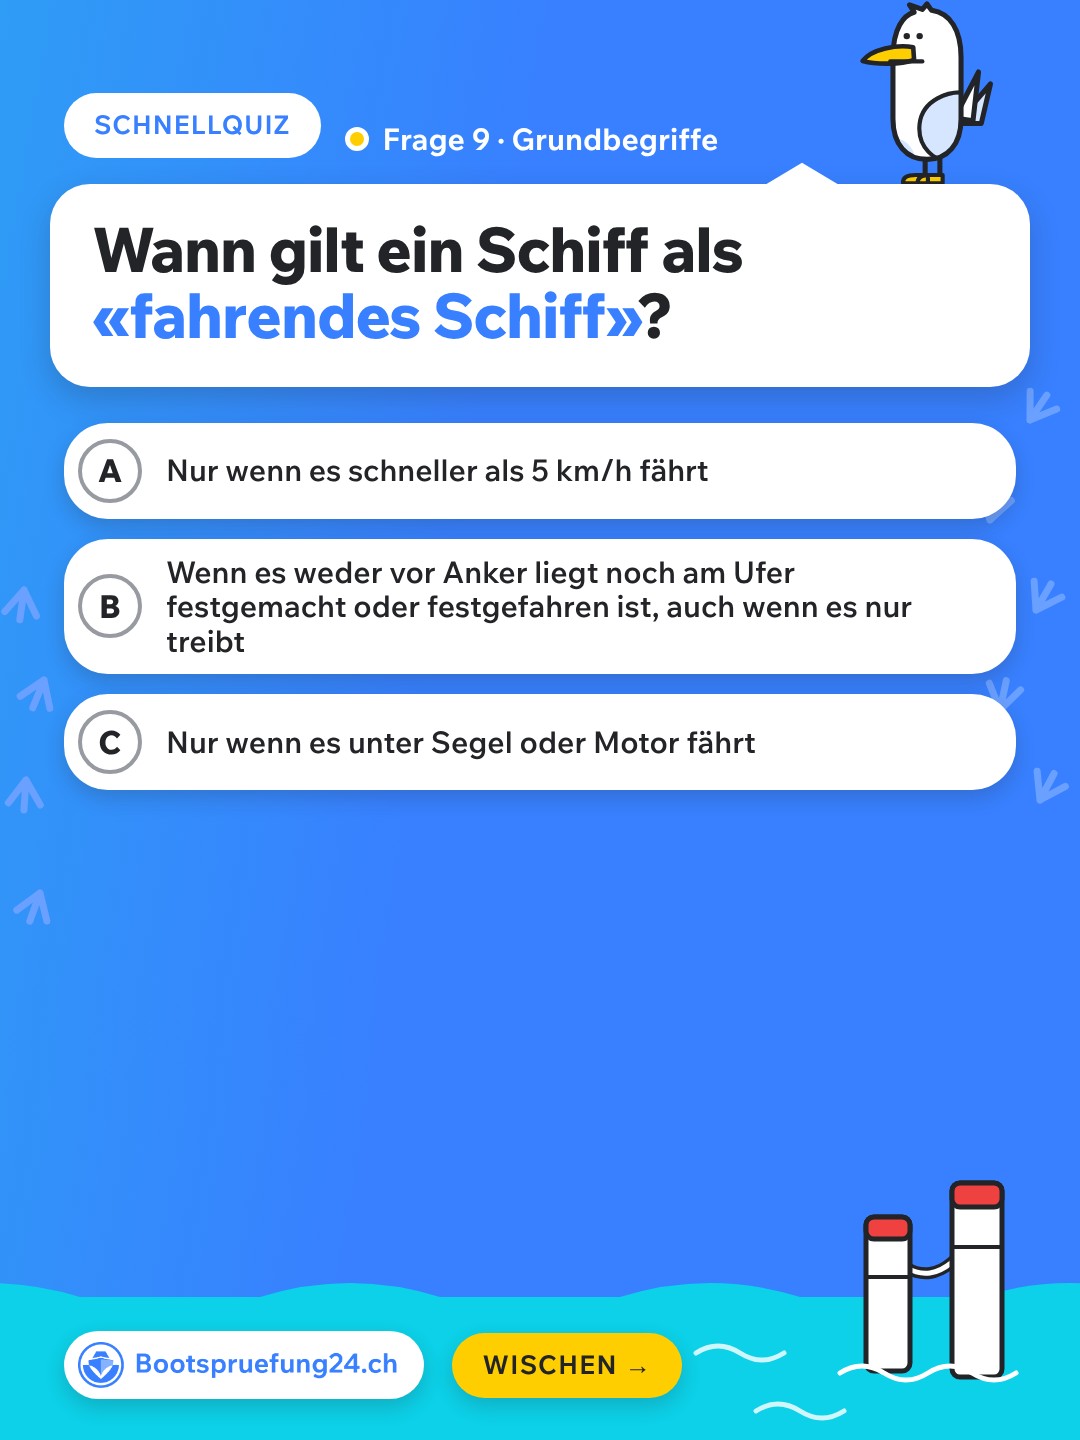 SCHNELLQUIZ
Frage 9 · Grundbegriffe
Wann gilt ein Schiff als
«fahrendes Schiff»?
A
Nur wenn es schneller als 5 km/h fährt
B
Wenn es weder vor Anker liegt noch am Ufer
festgemacht oder festgefahren ist, auch wenn es nur
treibt
C
Nur wenn es unter Segel oder Motor fährt
Bootspruefung24.ch
WISCHEN →